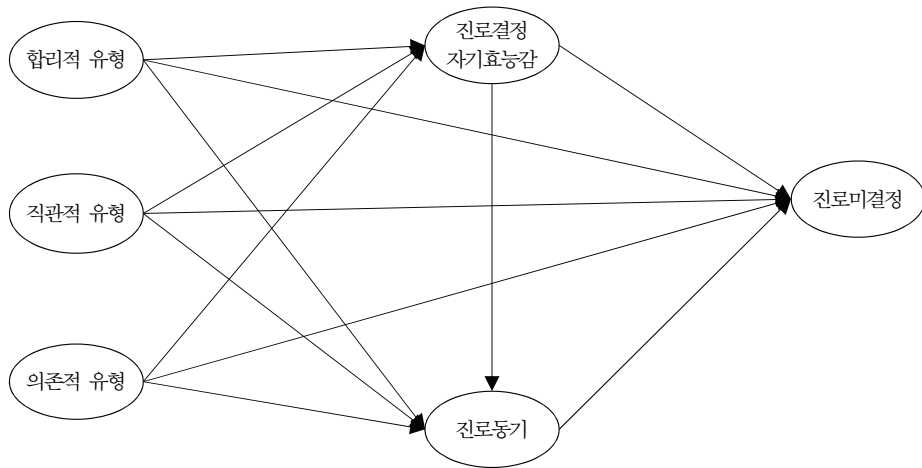 합리적 유형
진로결정
자기효능감
직관적 유형
진로미결정
의존적 유형
진로동기